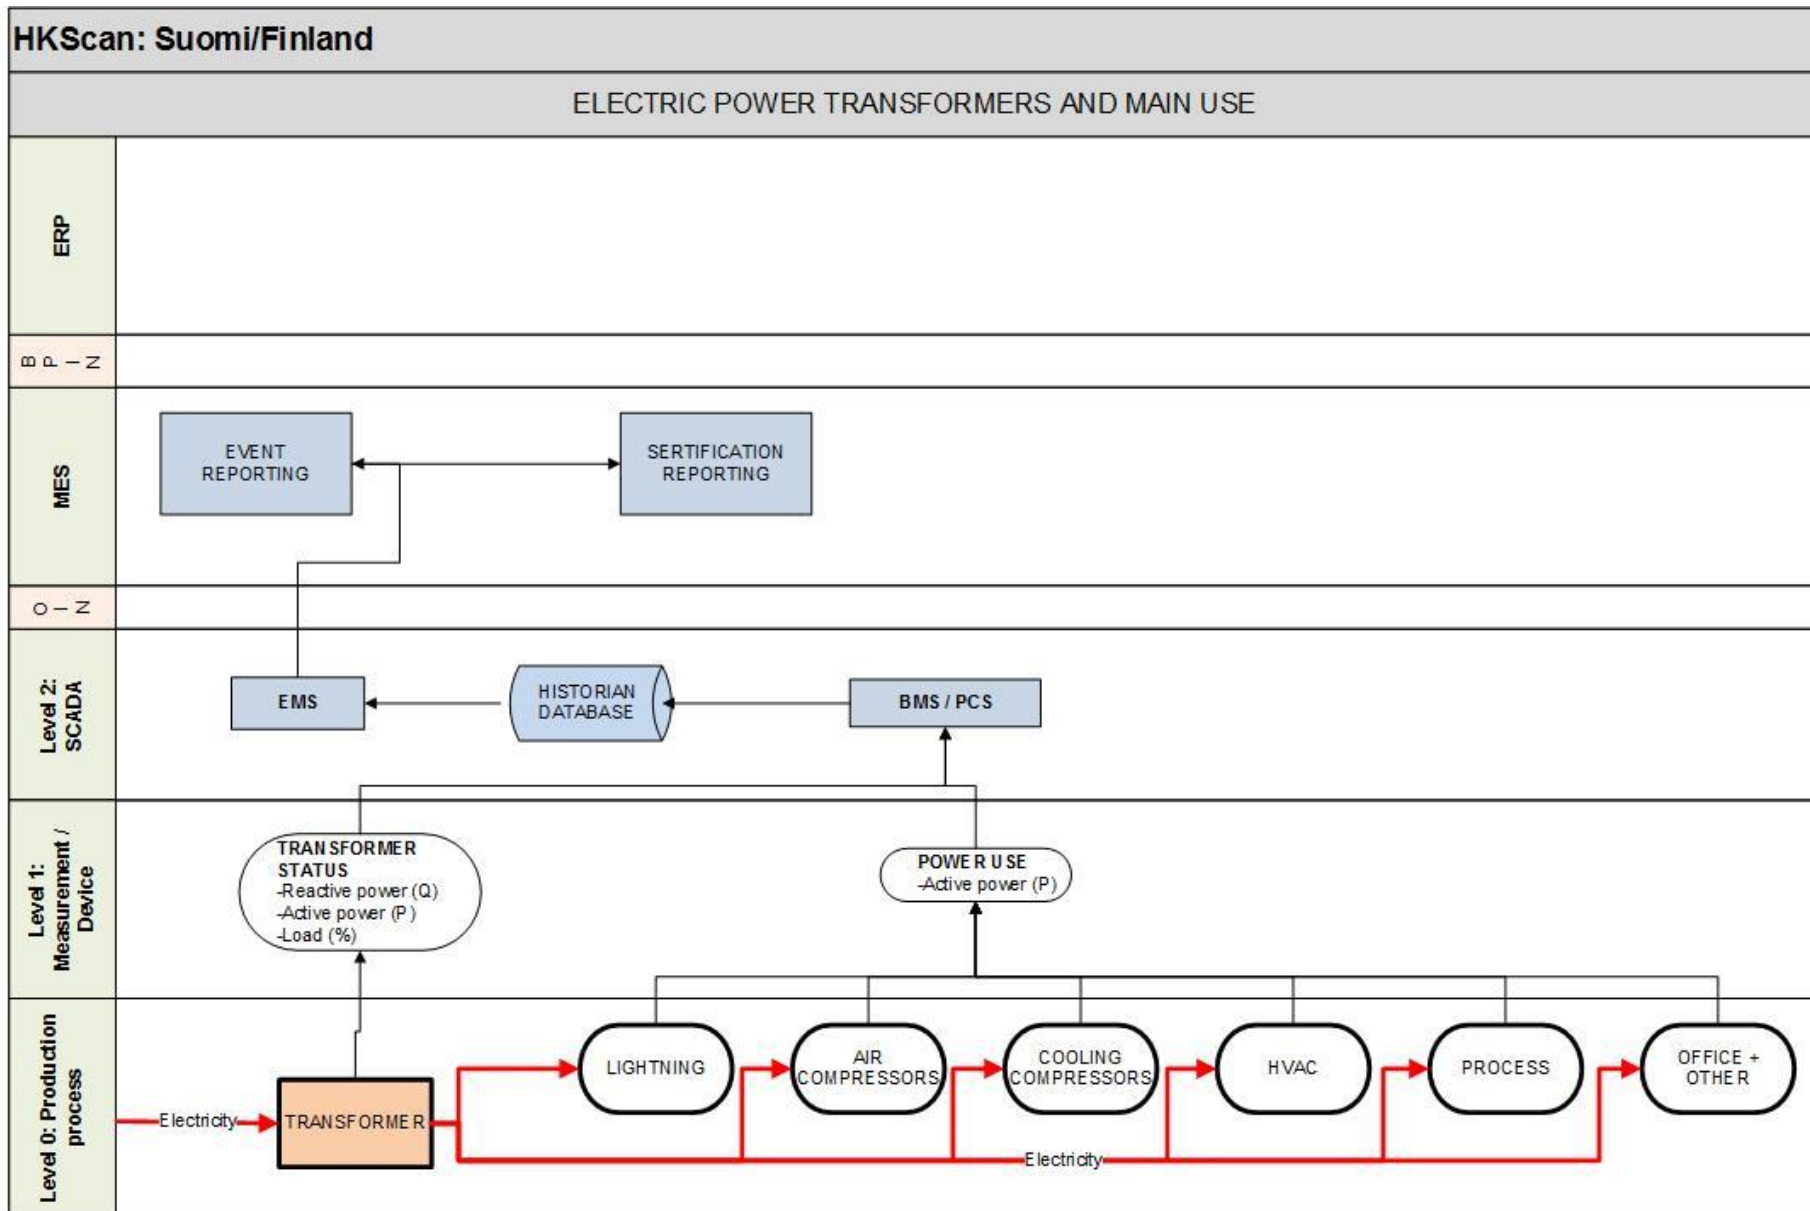 HKScan: Suomi/Finland
ELECTRIC POWER TRANSFORMERS AND MAIN USE
ERP
BPIN
MES
EVENT
REPORTING
SERTIFICATION
REPORTING
OIN
Level 2:
SCADA
EMS
HISTORIAN
DATABASE
BMS / PCS
Level 1:
Measurement /
Device
TRANSFORMER
STATUS
-Reactive power (Q)
-Active power (P)
-Load (%)
POWER USE
-Active power (P)
Level 0: Production
process
Electricity
TRANSFORMER
LIGHTNING
AIR
COMPRESSORS
COOLING
COMPRESSORS
HVAC
PROCESS
OFFICE +
OTHER
Electricity